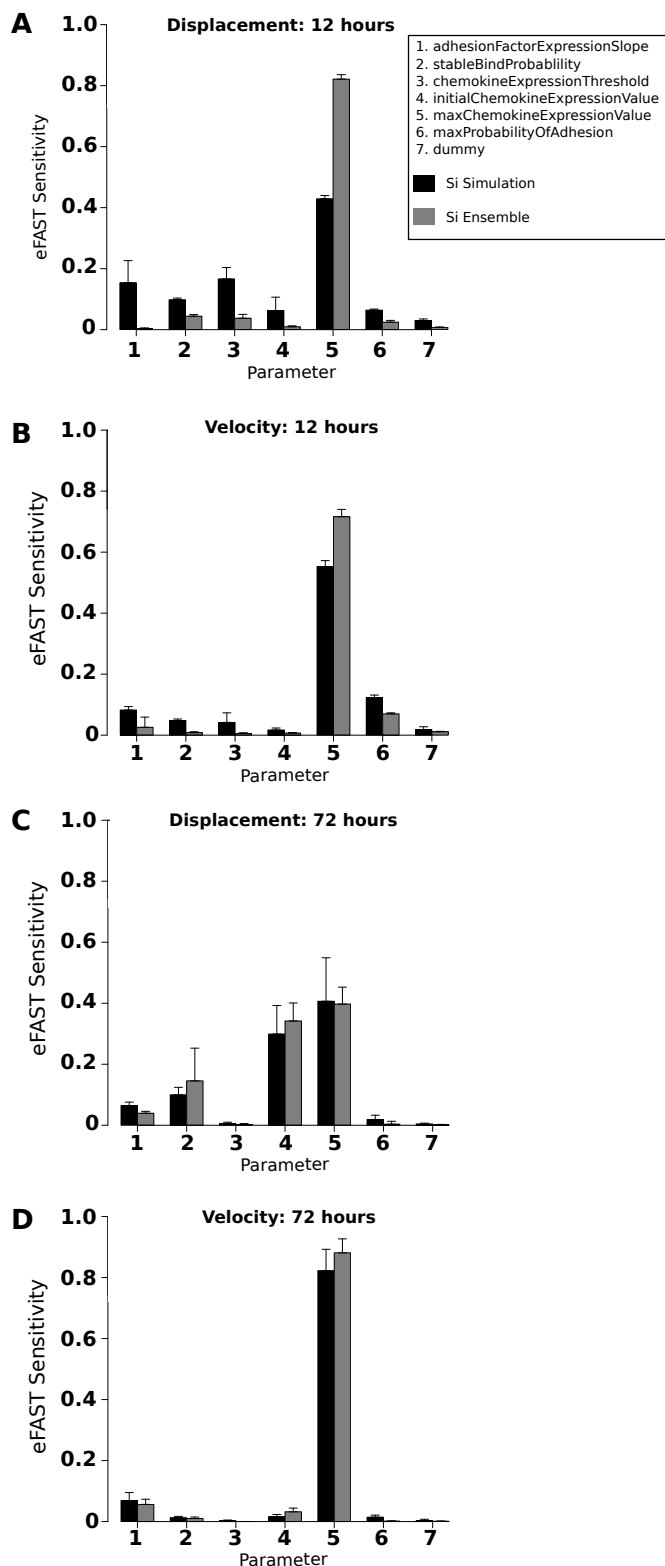 A
Displacement: 12 hours
1. adhesionFactorExpressionSlope
2. stableBindProbablility
3. chemokineExpressionThreshold
4. initialChemokineExpressionValue
5. maxChemokineExpressionValue
6. maxProbabilityOfAdhesion
7. dummy
Si Simulation
Si Ensemble
eFAST Sensitivity
0.8
0.6
0.4
0.2
0
1 2 3 4 5 6 7
Parameter
B
Velocity: 12 hours
eFAST Sensitivity
1.0
0.8
0.6
0.4
0.2
0
1 2 3 4 5 6 7
Parameter
C
Displacement: 72 hours
eFAST Sensitivity
1.0
0.8
0.6
0.4
0.2
0
1 2 3 4 5 6 7
Parameter
D
Velocity: 72 hours
eFAST Sensitivity
1.0
0.8
0.6
0.4
0.2
0
1 2 3 4 5 6 7
Parameter